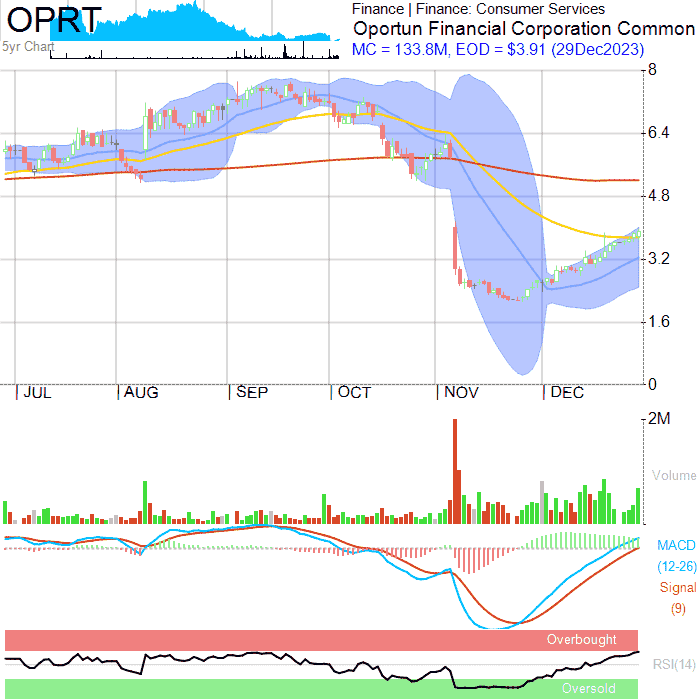 OPRT
5yr Chart
Finance | Finance: Consumer Services
Oportun Financial Corporation Common
MC = 133.8M, EOD = $3.91 (29Dec2023)
8
6.4
4.8
3.2
1.6
0
JUL AUG SEP OCT NOV DEC
2M
Volume
MACD
(12-26)
Signal
(9)
Overbought
RSI(14)
Oversold